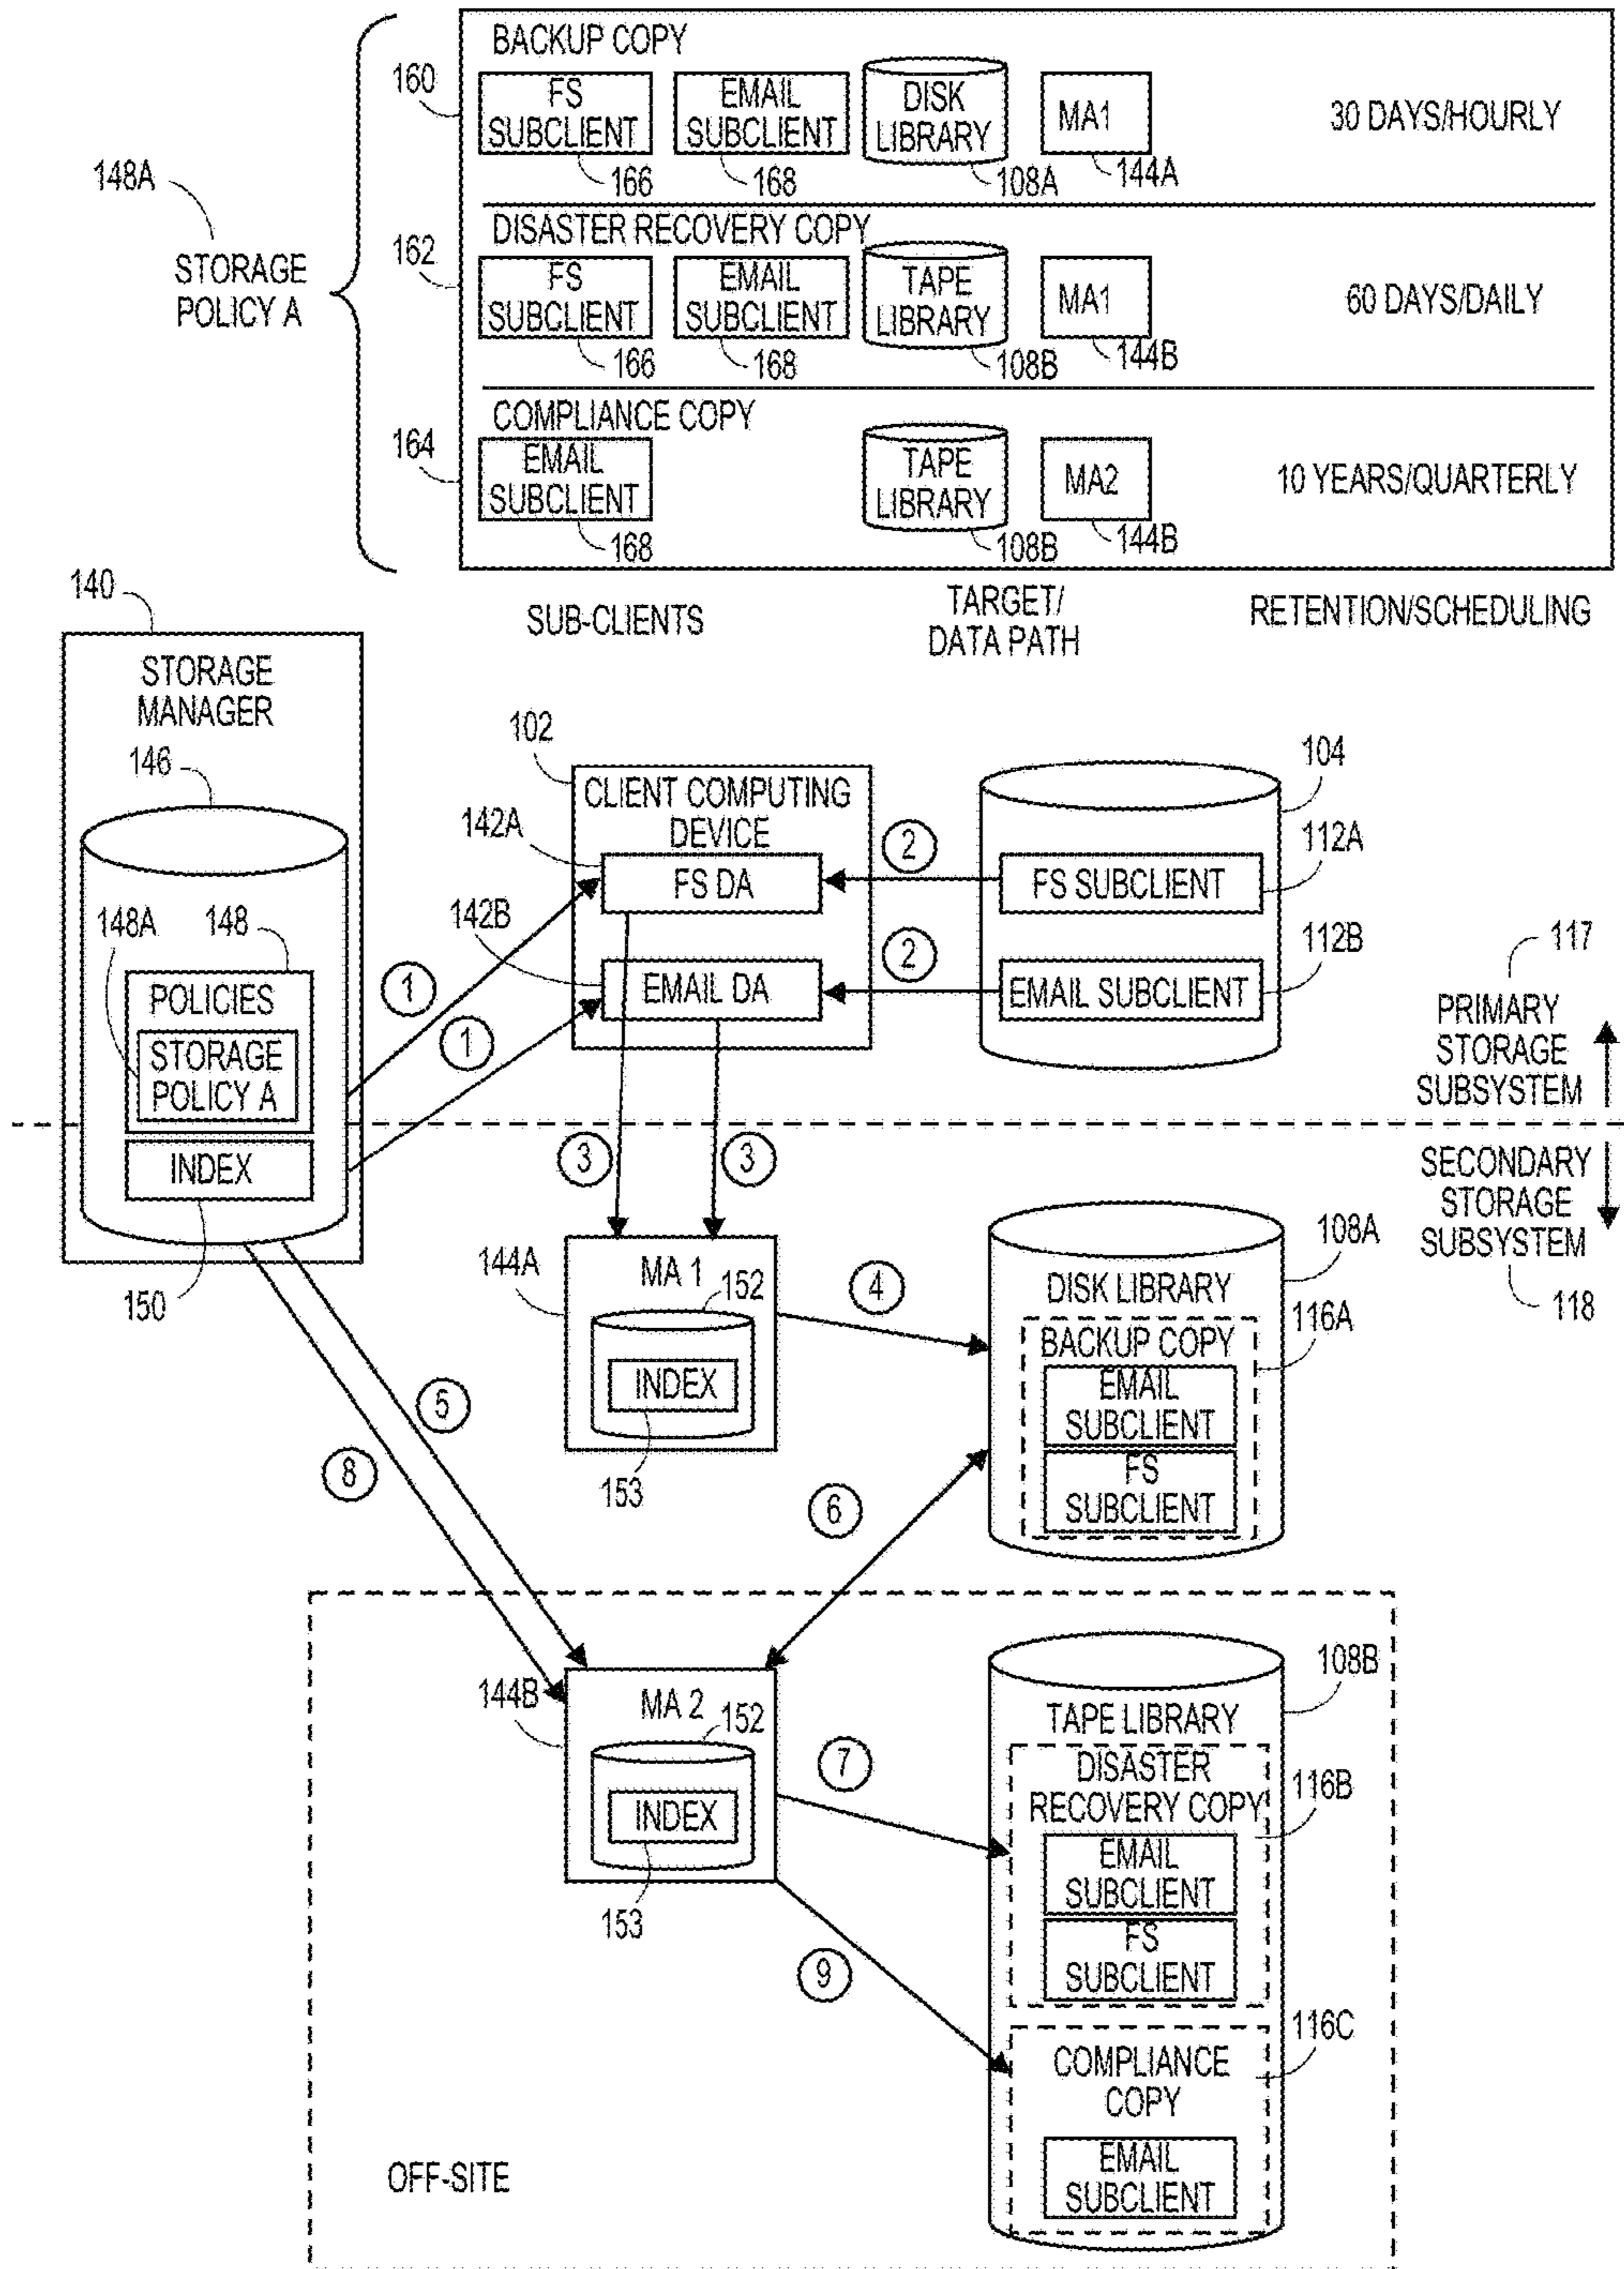 BACKUP COPY
160
FS
SUBCLIENT
166
EMAIL
SUBCLIENT
168
DISK
LIBRARY
108A
MA1
144A
30 DAYS/HOURLY
148A
STORAGE
POLICY A
DISASTER RECOVERY COPY
162
FS
SUBCLIENT
166
EMAIL
SUBCLIENT
168
TAPE
LIBRARY
108B
MA1
144B
60 DAYS/DAILY
COMPLIANCE COPY
164
EMAIL
SUBCLIENT
168
TAPE
LIBRARY
108B
MA2
144B
10 YEARS/QUARTERLY
SUB-CLIENTS
TARGET/
DATA PATH
RETENTION/SCHEDULING
140
STORAGE
MANAGER
146
148A
148
POLICIES
STORAGE
POLICY A
INDEX
150
102
CLIENT COMPUTING
DEVICE
142A
FS DA
142B
EMAIL DA
1
1
2
2
104
112A
FS SUBCLIENT
112B
EMAIL SUBCLIENT
117
PRIMARY
STORAGE
SUBSYSTEM
SECONDARY
STORAGE
SUBSYSTEM
118
3
3
144A
MA 1
152
INDEX
153
4
108A
DISK LIBRARY
116A
BACKUP COPY
EMAIL
SUBCLIENT
FS
SUBCLIENT
5
8
6
144B
MA 2
152
INDEX
153
7
9
108B
TAPE LIBRARY
DISASTER
RECOVERY COPY
116B
EMAIL
SUBCLIENT
FS
SUBCLIENT
116C
COMPLIANCE
COPY
EMAIL
SUBCLIENT
OFF-SITE